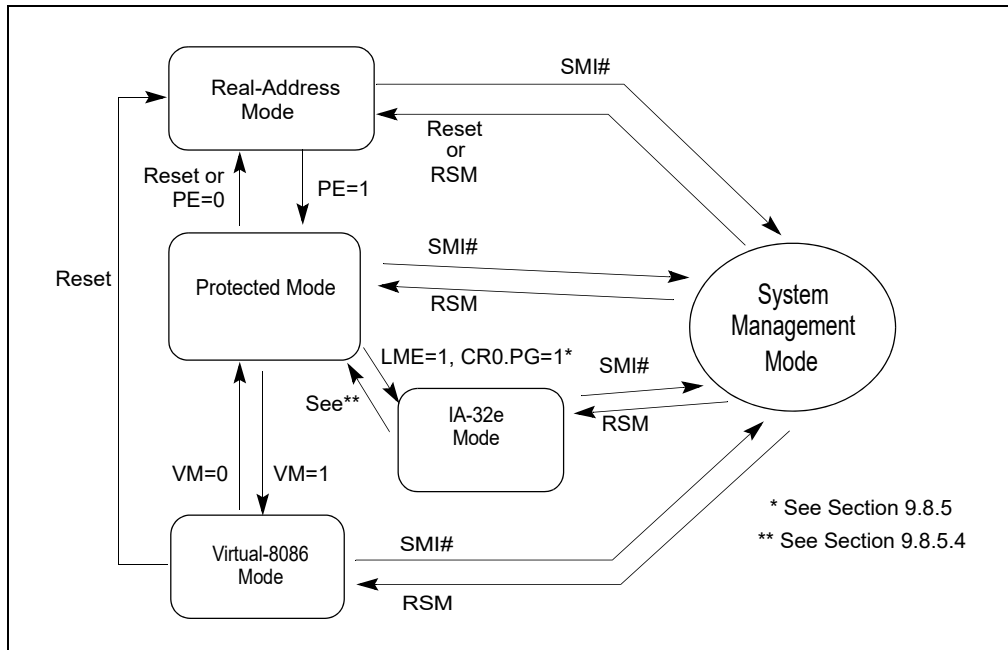 Real-Address
Mode
SMI#
Reset
or
RSM
Reset or
PE=0
PE=1
Reset
Protected Mode
SMI#
RSM
System
Management
Mode
LME=1, CR0.PG=1*
See**
IA-32e
Mode
SMI#
RSM
VM=0
VM=1
Virtual-8086
Mode
SMI#
RSM
* See Section 9.8.5
** See Section 9.8.5.4